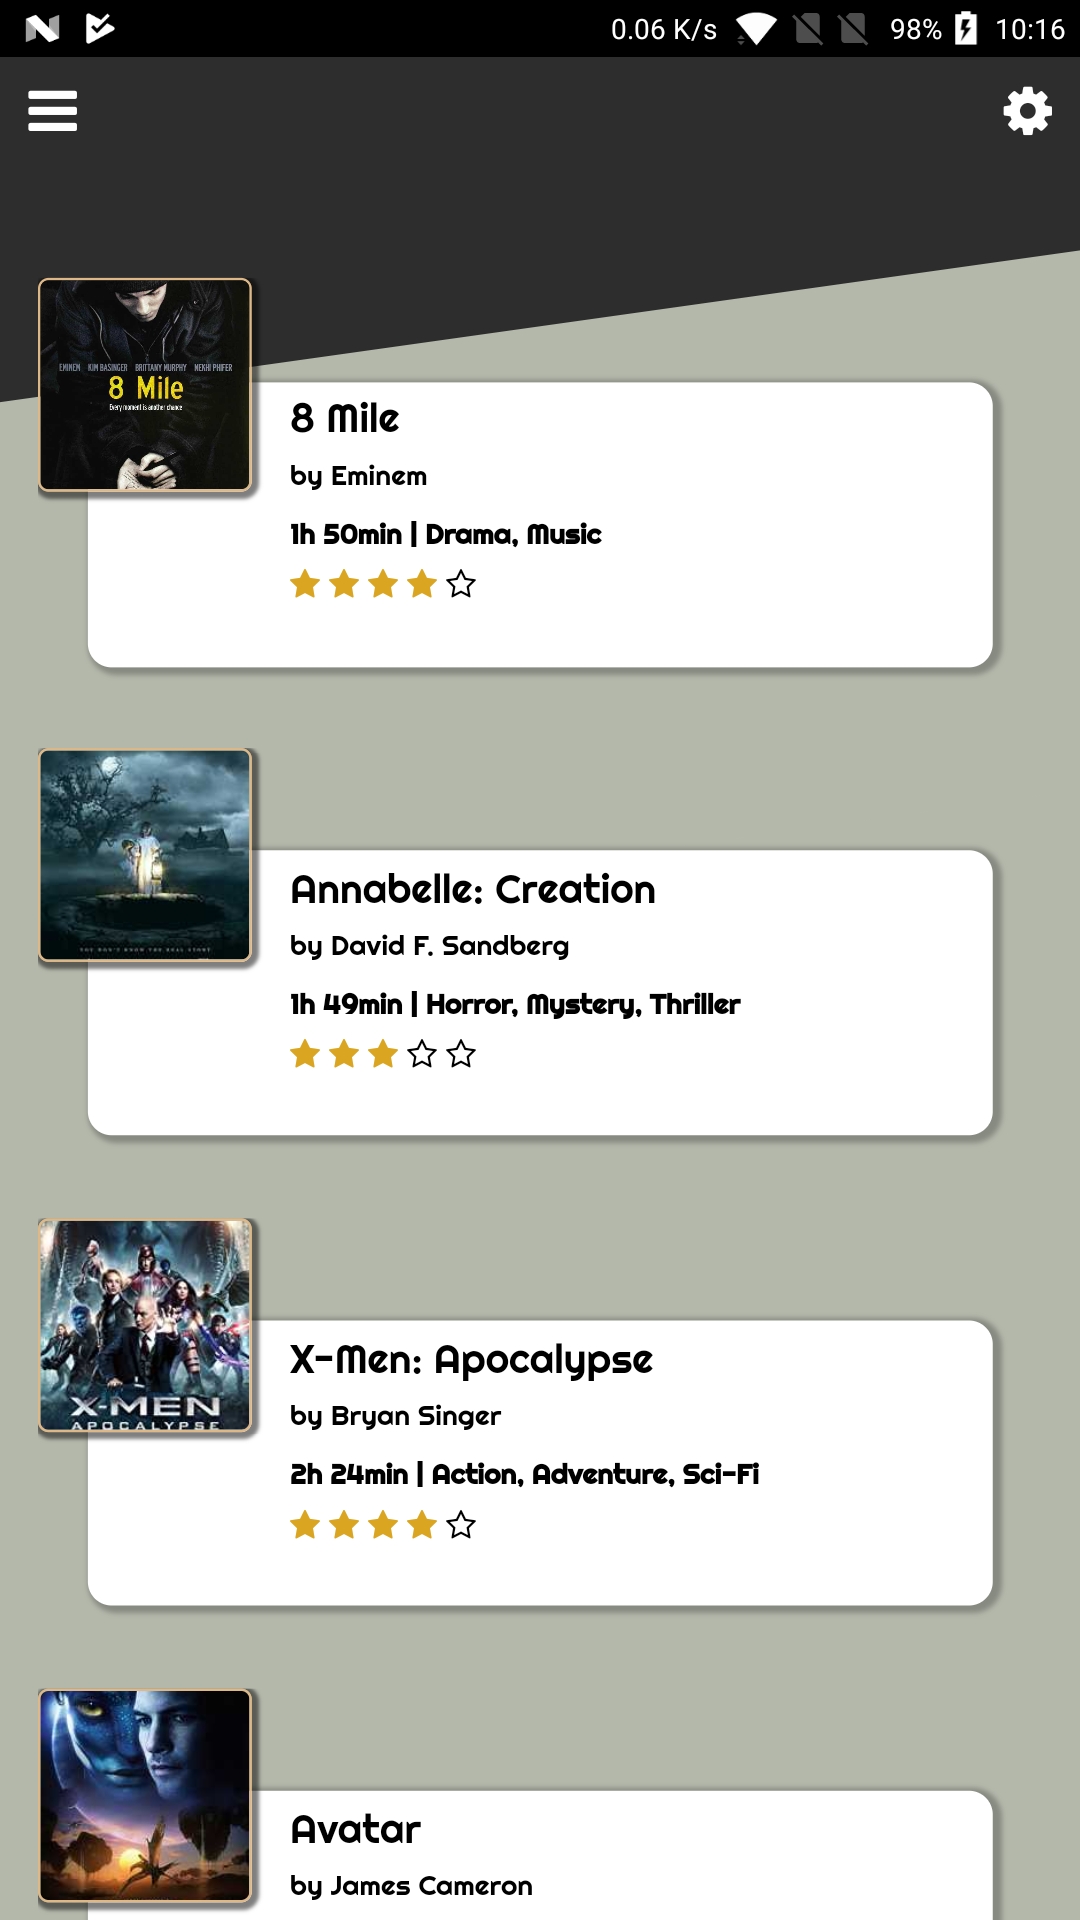 0.06 K/s 98% 10:16
EMINEM KIM BASINGER BRITTANY MURPHY MEKHI PHIFER
8 Mile
Every moment is another chance
8 Mile
by Eminem
1h 50min | Drama, Music
Annabelle: Creation
by David F. Sandberg
1h 49min | Horror, Mystery, Thriller
X-MEN
APOCALYPSE
X-Men: Apocalypse
by Bryan Singer
2h 24min | Action, Adventure, Sci-Fi
Avatar
by James Cameron